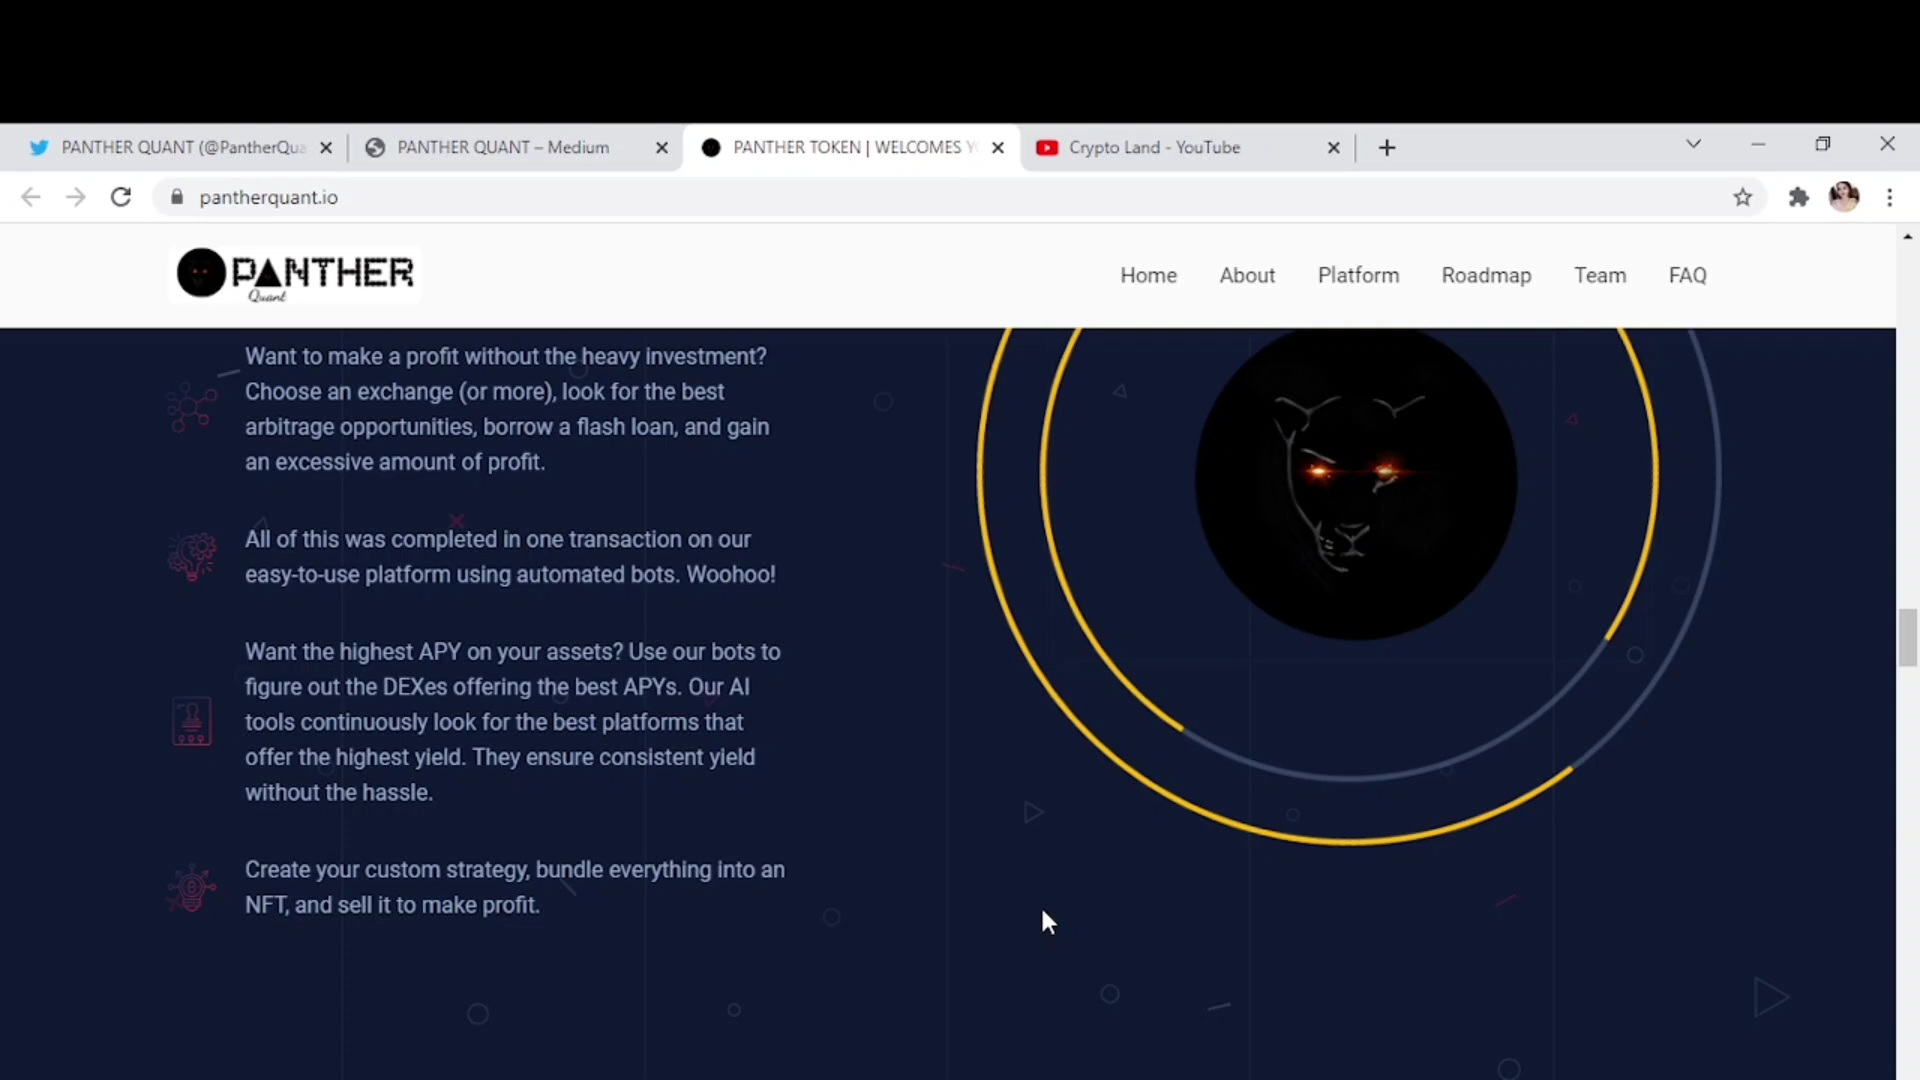 PANTHER QUANT (@PantherQua
PANTHER QUANT – Medium
PANTHER TOKEN | WELCOMES Y
Crypto Land - YouTube
pantherquant.io
PANTHER
Quant
Home
About
Platform
Roadmap
Team
FAQ
Want to make a profit without the heavy investment?
Choose an exchange (or more), look for the best
arbitrage opportunities, borrow a flash loan, and gain
an excessive amount of profit.
All of this was completed in one transaction on our
easy-to-use platform using automated bots. Woohoo!
Want the highest APY on your assets? Use our bots to
figure out the DEXes offering the best APYs. Our AI
tools continuously look for the best platforms that
offer the highest yield. They ensure consistent yield
without the hassle.
Create your custom strategy, bundle everything into an
NFT, and sell it to make profit.